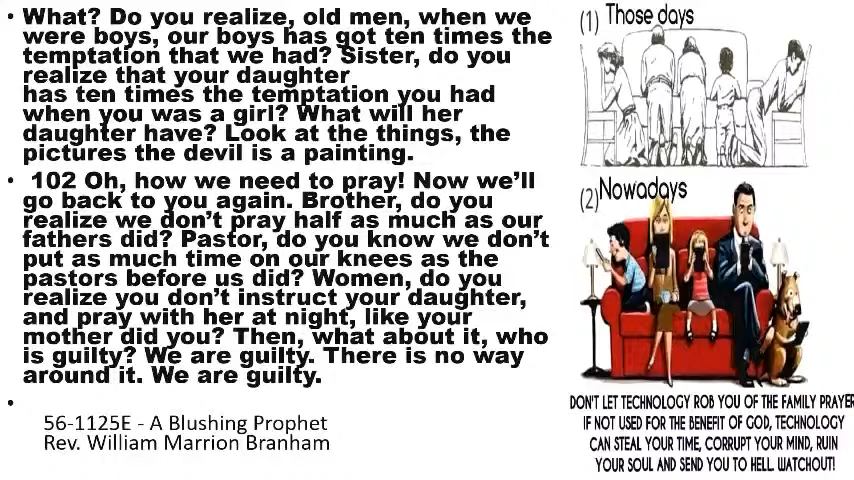 • What? Do you realize, old men, when we
were boys, our boys has got ten times the
temptation that we had? Sister, do you
realize that your daughter
has ten times the temptation you had
when you was a girl? What will her
daughter have? Look at the things, the
pictures the devil is a painting.
• 102 Oh, how we need to pray! Now we'll
go back to you again. Brother, do you
realize we don't pray half as much as our
fathers did? Pastor, do you know we don't
put as much time on our knees as the
pastors before us did? Women, do you
realize you don't instruct your daughter,
and pray with her at night, like your
mother did you? Then, what about it, who
is guilty? We are guilty. There is no way
around it. We are guilty.
•
56-1125E - A Blushing Prophet
Rev. William Marrion Branham
(1) Those days
(2) Nowadays
DON'T LET TECHNOLOGY ROB YOU OF THE FAMILY PRAYER
IF NOT USED FOR THE BENEFIT OF GOD, TECHNOLOGY
CAN STEAL YOUR TIME, CORRUPT YOUR MIND, RUIN
YOUR SOUL AND SEND YOU TO HELL. WATCHOUT!